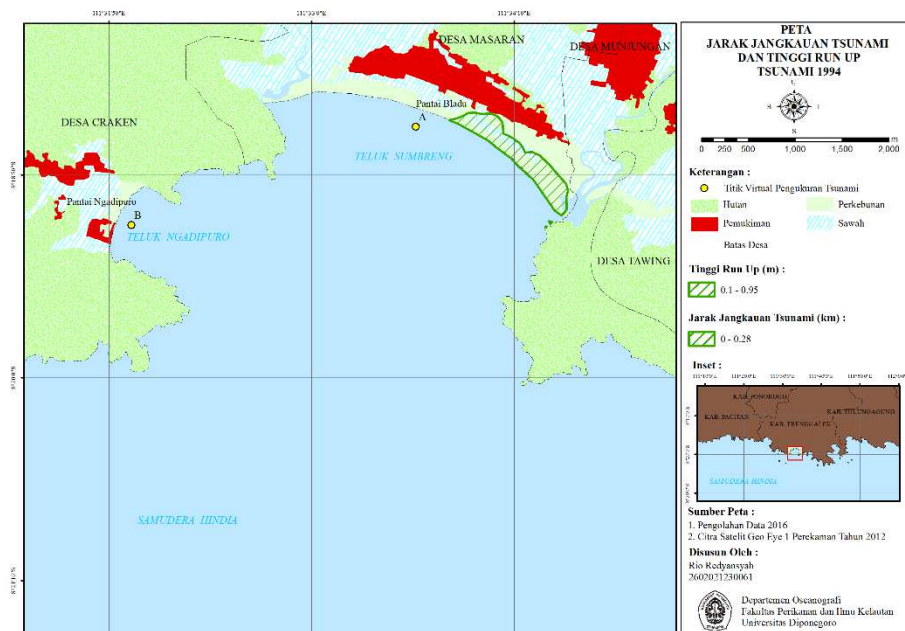 DESA MASARAN
DESA MUNJUNGAN
Pantai Bladu
A
DESA CRAKEN
TELUK SUMBRENG
Pantai Ngadipuro
B
TELUK NGADIPURO
DESA TAWING
SAMUDERA HINDIA
PETA
JARAK JANGKAUAN TSUNAMI
DAN TINGGI RUN UP
TSUNAMI 1994
S
0 250 500 1,000 1,500 2,000
m
Keterangan :
Titik Virtual Pengukuran Tsunami
Hutan
Perkebunan
Pemukiman
Sawah
Batas Desa
Tinggi Run Up (m) :
0.1 - 0.95
Jarak Jangkauan Tsunami (km) :
0 - 0.28
Inset :
KAB. PONOROGO
KAB. PACITAN
KAB. TRENGGALEK
KAB. TULUNGAGUNG
SAMUDERA HINDIA
Sumber Peta :
1. Pengolahan Data 2016
2. Citra Satelit Geo Eye 1 Perekaman Tahun 2012
Disusun Oleh :
Rio Redyansyah
26020212130061
Departemen Oseanografi
Fakultas Perikanan dan Ilmu Kelautan
Universitas Diponegoro